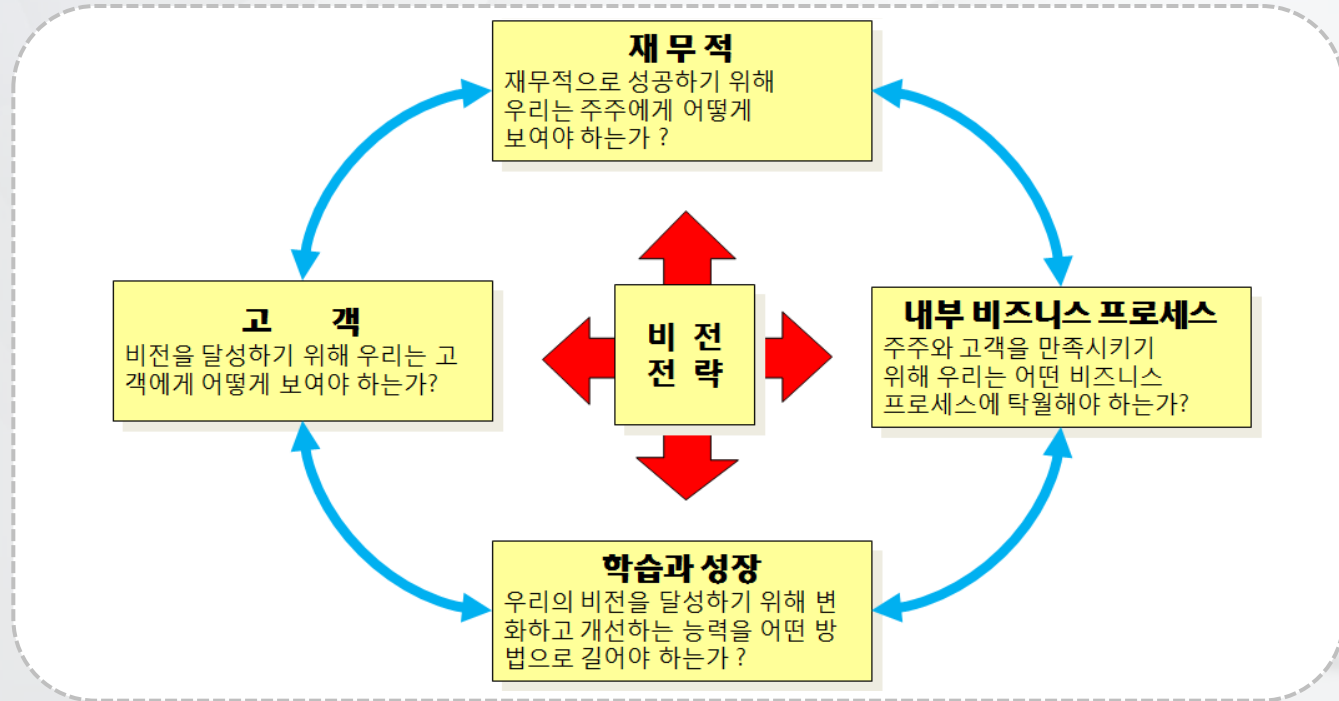 재 무 적
재무적으로 성공하기 위해
우리는 주주에게 어떻게
보여야 하는가 ?
고 객
비전을 달성하기 위해 우리는 고
객에게 어떻게 보여야 하는가?
비 전
전 략
내부 비즈니스 프로세스
주주와 고객을 만족시키기
위해 우리는 어떤 비즈니스
프로세스에 탁월해야 하는가?
학습과 성장
우리의 비전을 달성하기 위해 변
화하고 개선하는 능력을 어떤 방
법으로 길어야 하는가 ?